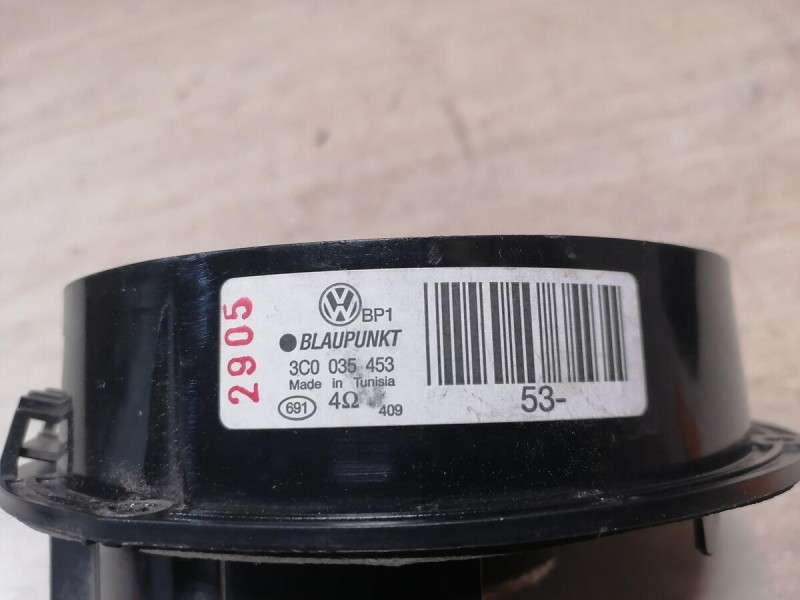 2905
VW BP1
BLAUPUNKT
3C0 035 453
Made in Tunisia
691 4Ω 409
53-